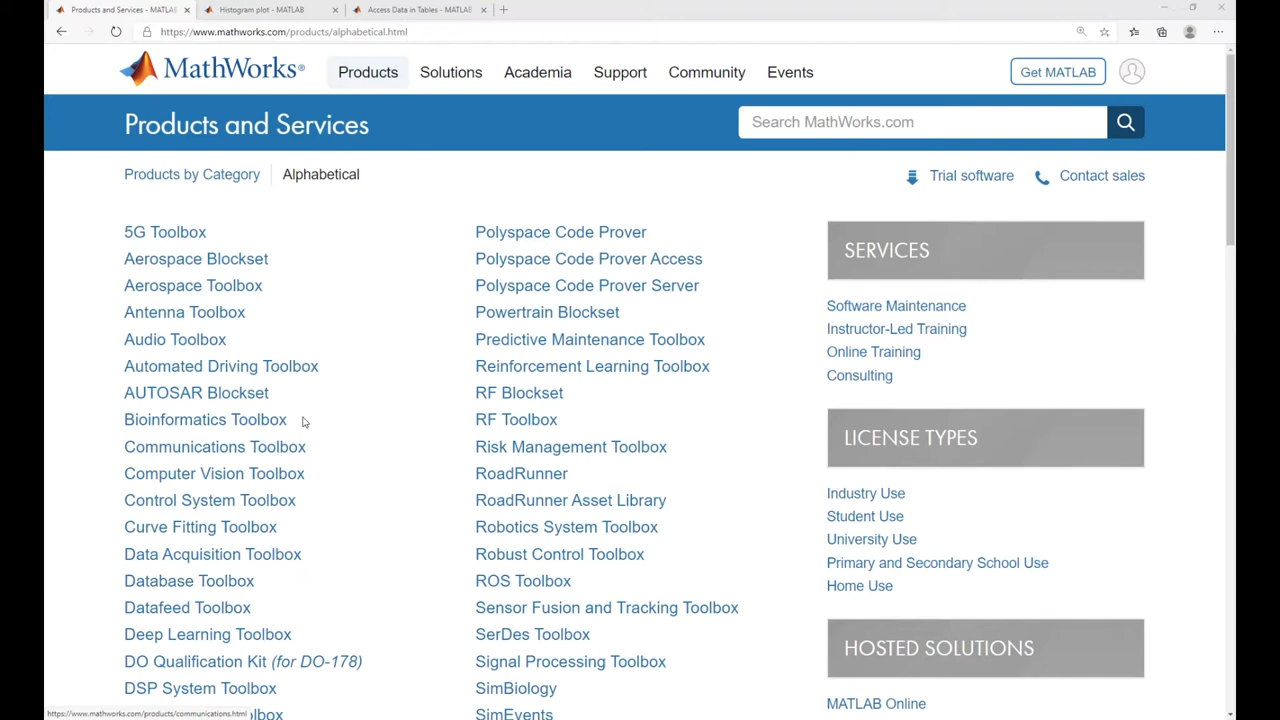 Products and Services - MATLAB
Histogram plot - MATLAB
Access Data in Tables - MATLAB
https://www.mathworks.com/products/alphabetical.html
MathWorks®
Products
Solutions
Academia
Support
Community
Events
Get MATLAB
Products and Services
Search MathWorks.com
Products by Category
Alphabetical
Trial software
Contact sales
5G Toolbox
Aerospace Blockset
Aerospace Toolbox
Antenna Toolbox
Audio Toolbox
Automated Driving Toolbox
AUTOSAR Blockset
Bioinformatics Toolbox
Communications Toolbox
Computer Vision Toolbox
Control System Toolbox
Curve Fitting Toolbox
Data Acquisition Toolbox
Database Toolbox
Datafeed Toolbox
Deep Learning Toolbox
DO Qualification Kit (for DO-178)
DSP System Toolbox
Polyspace Code Prover
Polyspace Code Prover Access
Polyspace Code Prover Server
Powertrain Blockset
Predictive Maintenance Toolbox
Reinforcement Learning Toolbox
RF Blockset
RF Toolbox
Risk Management Toolbox
RoadRunner
RoadRunner Asset Library
Robotics System Toolbox
Robust Control Toolbox
ROS Toolbox
Sensor Fusion and Tracking Toolbox
SerDes Toolbox
Signal Processing Toolbox
SimBiology
SimEvents
SERVICES
Software Maintenance
Instructor-Led Training
Online Training
Consulting
LICENSE TYPES
Industry Use
Student Use
University Use
Primary and Secondary School Use
Home Use
HOSTED SOLUTIONS
MATLAB Online
https://www.mathworks.com/products/communications.html